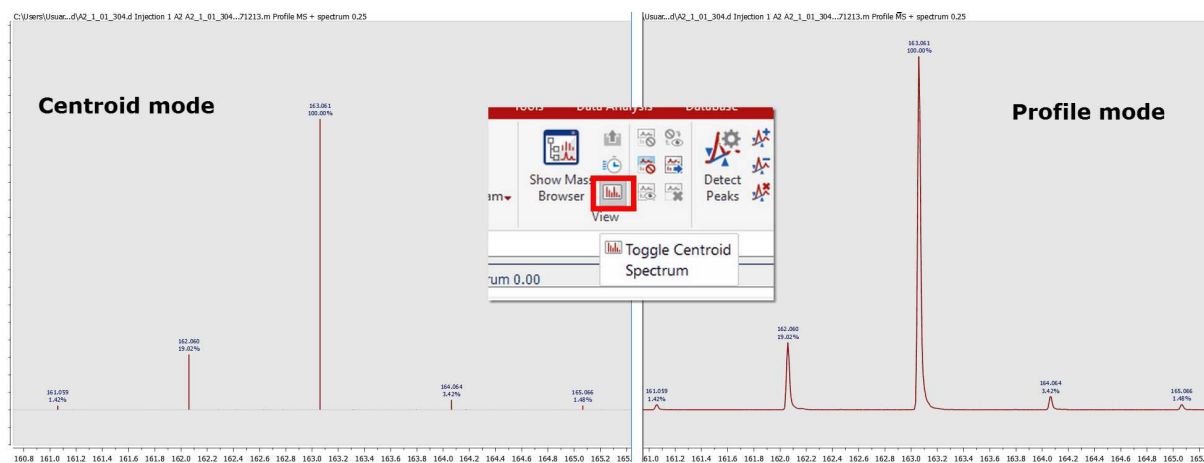 C:\Users\Usuar...d\A2_1_01_304.d Injection 1 A2 A2_1_01_304...71213.m Profile MS + spectrum 0.25
Centroid mode
163.061
100.00%
162.060
19.02%
161.059
1.42%
164.064
3.42%
165.066
1.48%
160.8 161.0 161.2 161.4 161.6 161.8 162.0 162.2 162.4 162.6 162.8 163.0 163.2 163.4 163.6 163.8 164.0 164.2 164.4 164.6 164.8 165.0 165.2 165.
Tools Data Analysis Database
Show Mass
Browser
am
Detect
Peaks
View
Toggle Centroid
Spectrum
rum 0.00
\Usuar...d\A2_1_01_304.d Injection 1 A2 A2_1_01_304...71213.m Profile MS + spectrum 0.25
Profile mode
163.061
100.00%
162.060
19.02%
161.059
1.42%
164.064
3.42%
165.066
1.48%
61.0 161.2 161.4 161.6 161.8 162.0 162.2 162.4 162.6 162.8 163.0 163.2 163.4 163.6 163.8 164.0 164.2 164.4 164.6 164.8 165.0